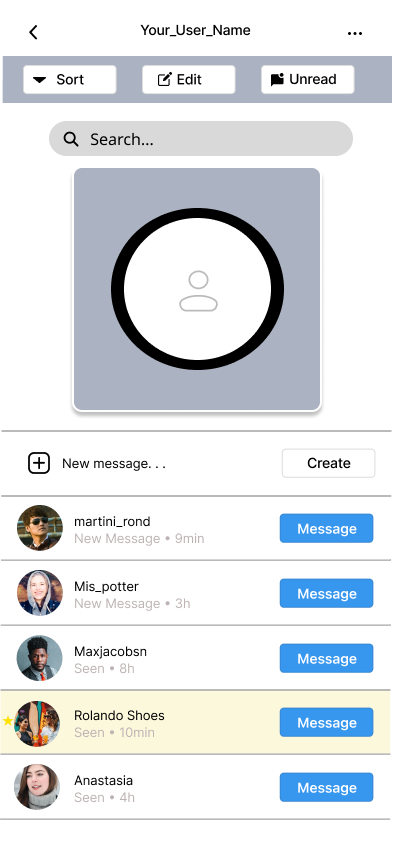 Your_User_Name
Sort
Edit
Unread
Search...
New message. . .
Create
martini_rond
New Message • 9min
Message
Mis_potter
New Message • 3h
Message
Maxjacobsn
Seen • 8h
Message
Rolando Shoes
Seen • 10min
Message
Anastasia
Seen • 4h
Message